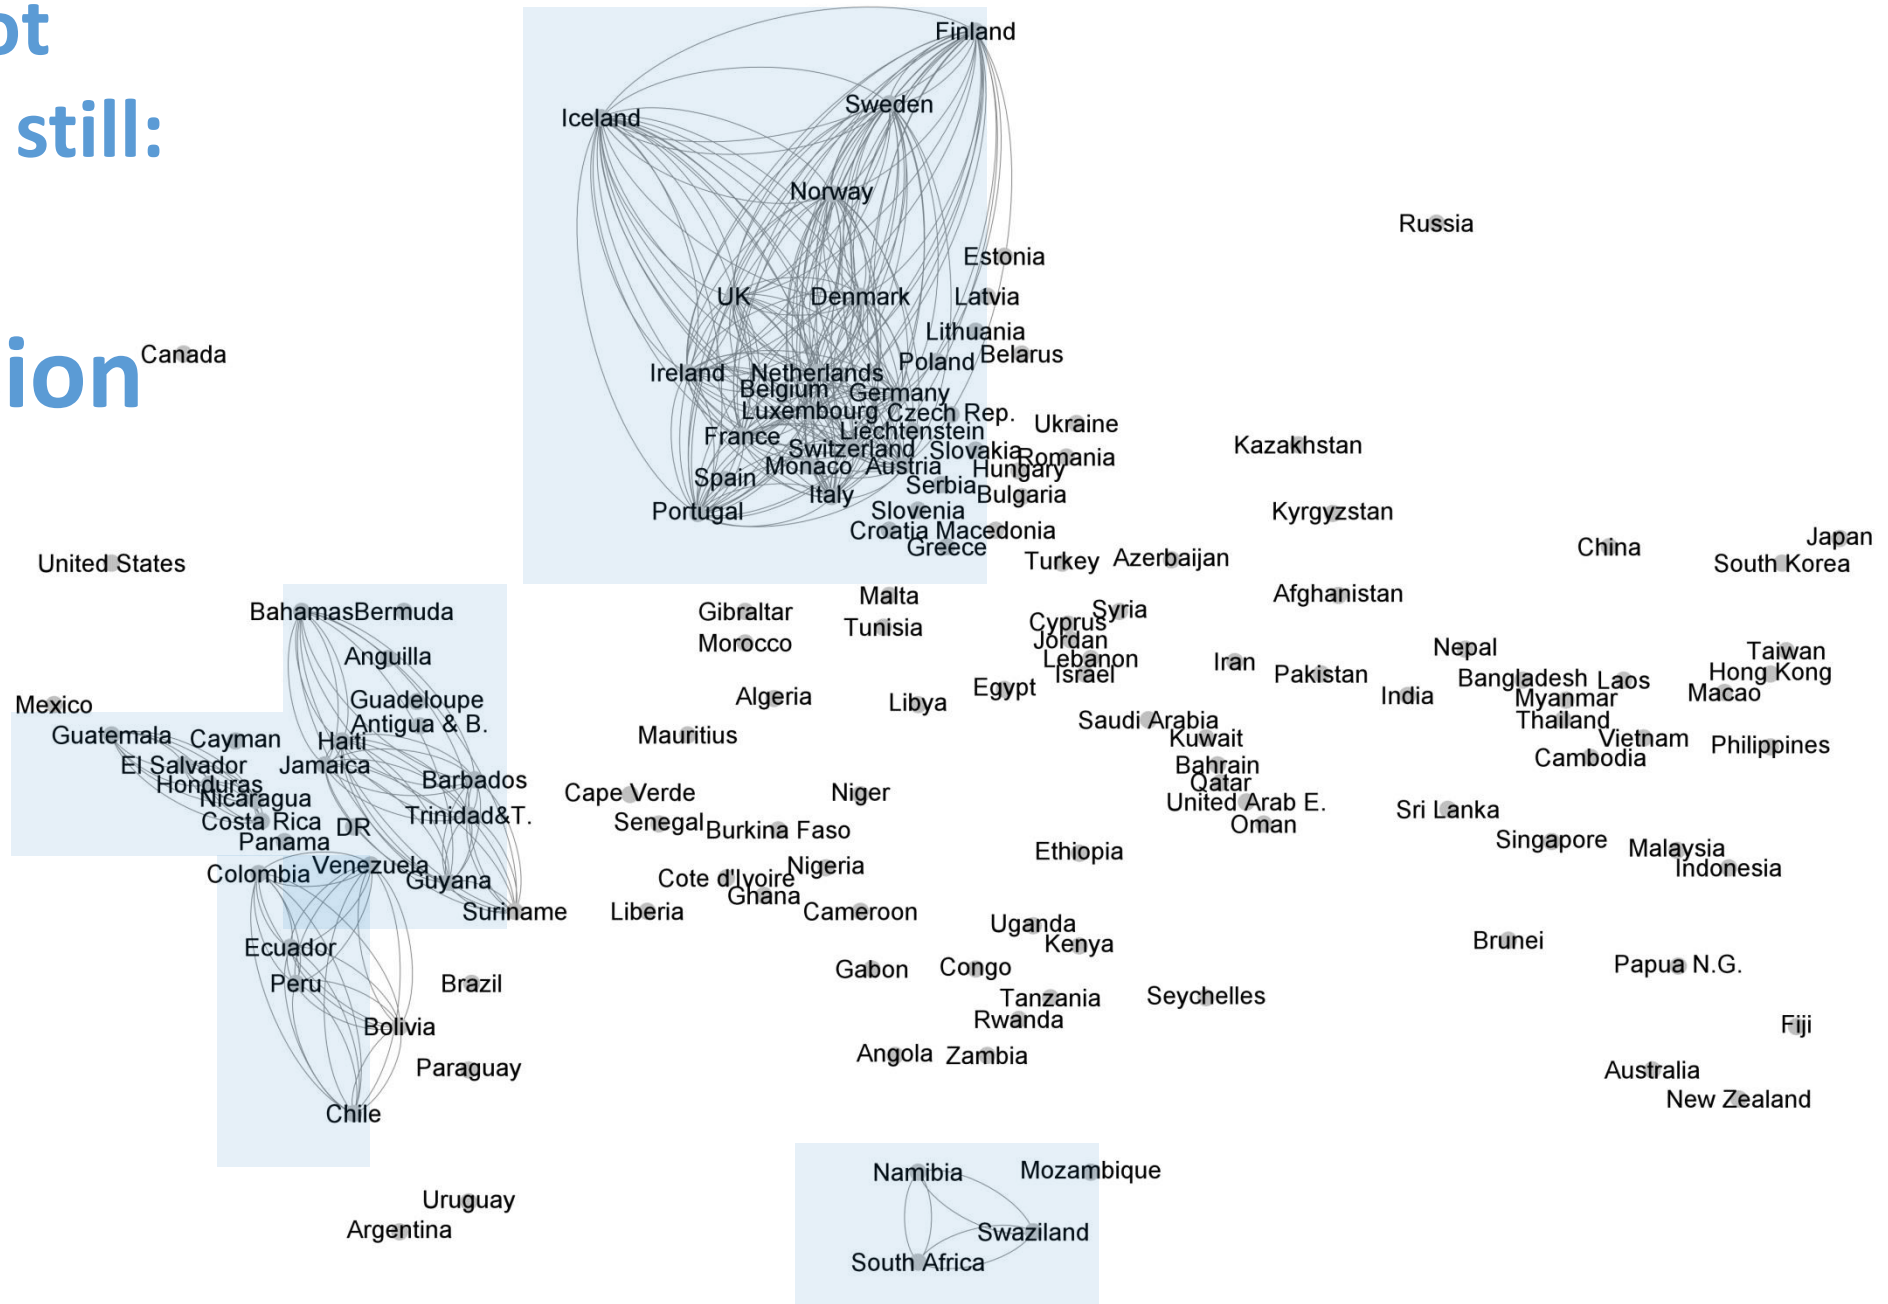 ot
still:
ion
Finland
Sweden
Iceland
Norway
Russia
Estonia
UK
Denmark
Latvia
Lithuania
Canada
Ireland
Netherlands
Poland
Belarus
Belgium
Germany
Luxembourg
Czech Rep.
Ukraine
France
Liechtenstein
Kazakhstan
Switzerland
Slovakia
Romania
Monaco
Austria
Hungary
Spain
Serbia
Italy
Bulgaria
Portugal
Slovenia
Kyrgyzstan
Croatia
Macedonia
Japan
Greece
China
United States
Turkey
Azerbaijan
South Korea
Malta
Afghanistan
Bahamas
Bermuda
Gibraltar
Syria
Tunisia
Cyprus
Morocco
Jordan
Nepal
Taiwan
Anguilla
Lebanon
Iran
Israel
Pakistan
Hong Kong
Bangladesh
Laos
Egypt
India
Macao
Mexico
Guadeloupe
Algeria
Libya
Myanmar
Antigua & B.
Saudi Arabia
Thailand
Guatemala
Cayman
Haiti
Mauritius
Kuwait
Vietnam
Philippines
El Salvador
Jamaica
Bahrain
Cambodia
Honduras
Barbados
Qatar
Nicaragua
Cape Verde
Niger
United Arab E.
Sri Lanka
Costa Rica
DR
Trinidad&T.
Senegal
Burkina Faso
Oman
Panama
Singapore
Malaysia
Colombia
Venezuela
Ethiopia
Indonesia
Guyana
Cote d'Ivoire
Nigeria
Ghana
Suriname
Liberia
Cameroon
Uganda
Ecuador
Kenya
Brunei
Peru
Brazil
Gabon
Congo
Papua N.G.
Tanzania
Seychelles
Bolivia
Rwanda
Fiji
Paraguay
Angola
Zambia
Australia
Chile
New Zealand
Namibia
Mozambique
Uruguay
Argentina
Swaziland
South Africa